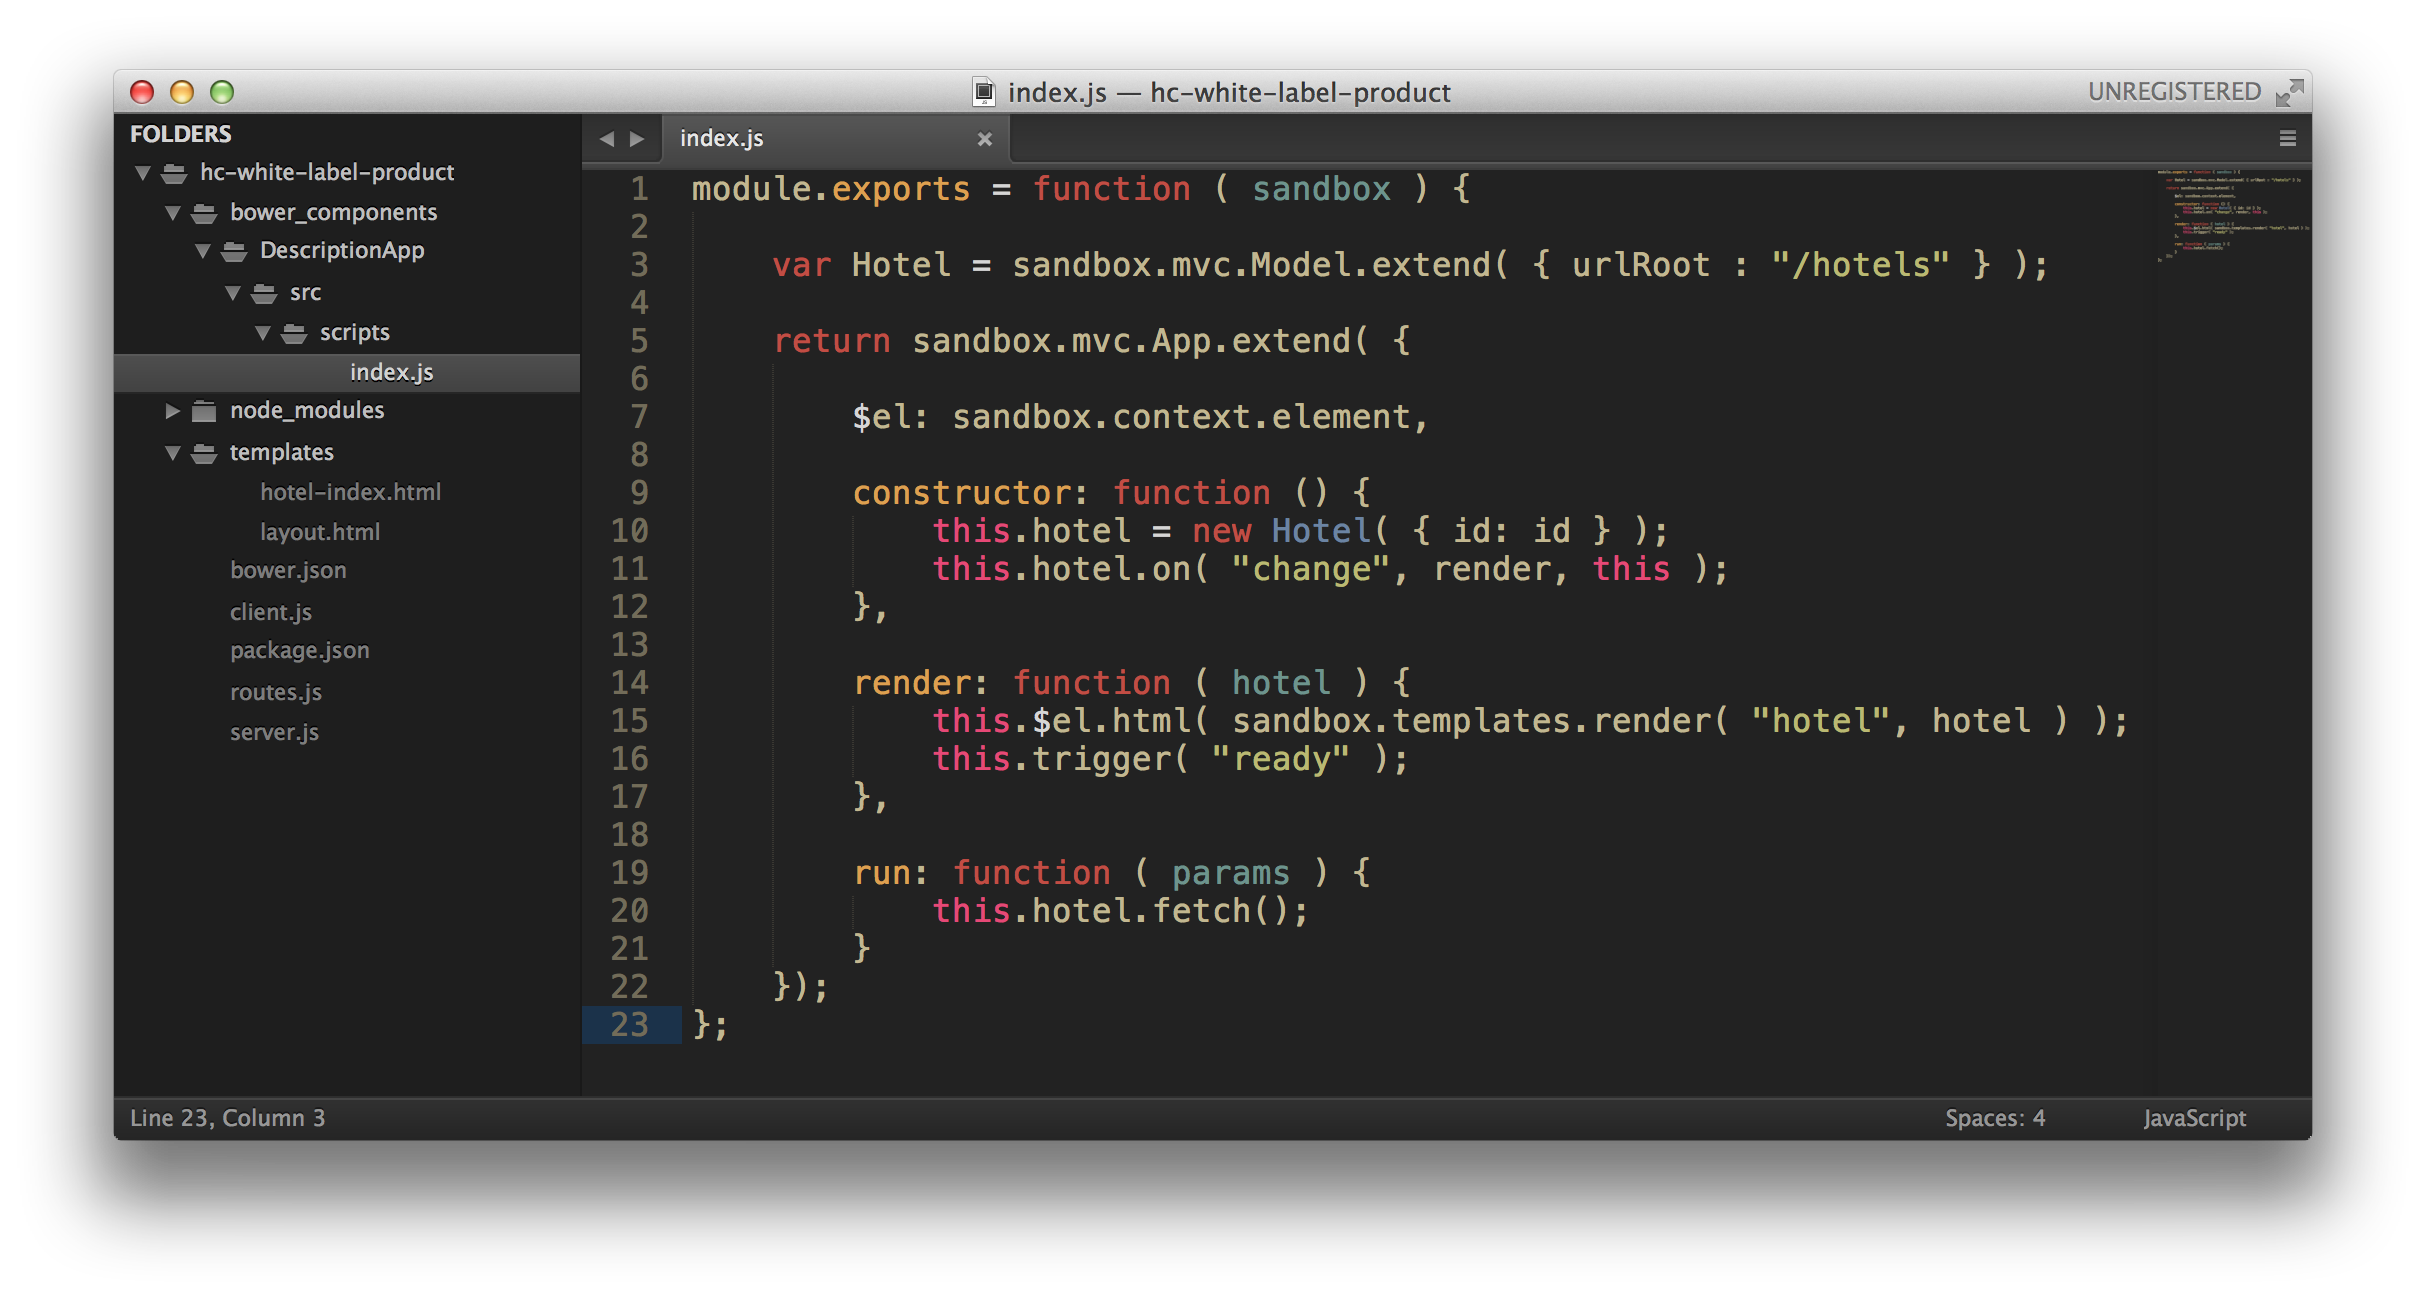 index.js — hc-white-label-product
UNREGISTERED
FOLDERS
hc-white-label-product
bower_components
DescriptionApp
src
scripts
index.js
node_modules
templates
hotel-index.html
layout.html
bower.json
client.js
package.json
routes.js
server.js
index.js
1 module.exports = function ( sandbox ) {
2
3     var Hotel = sandbox.mvc.Model.extend( { urlRoot : "/hotels" } );
4
5     return sandbox.mvc.App.extend( {
6
7         $el: sandbox.context.element,
8
9         constructor: function () {
10             this.hotel = new Hotel( { id: id } );
11             this.hotel.on( "change", render, this );
12         },
13
14         render: function ( hotel ) {
15             this.$el.html( sandbox.templates.render( "hotel", hotel ) );
16             this.trigger( "ready" );
17         },
18
19         run: function ( params ) {
20             this.hotel.fetch();
21         }
22     });
23 };
Line 23, Column 3
Spaces: 4
JavaScript